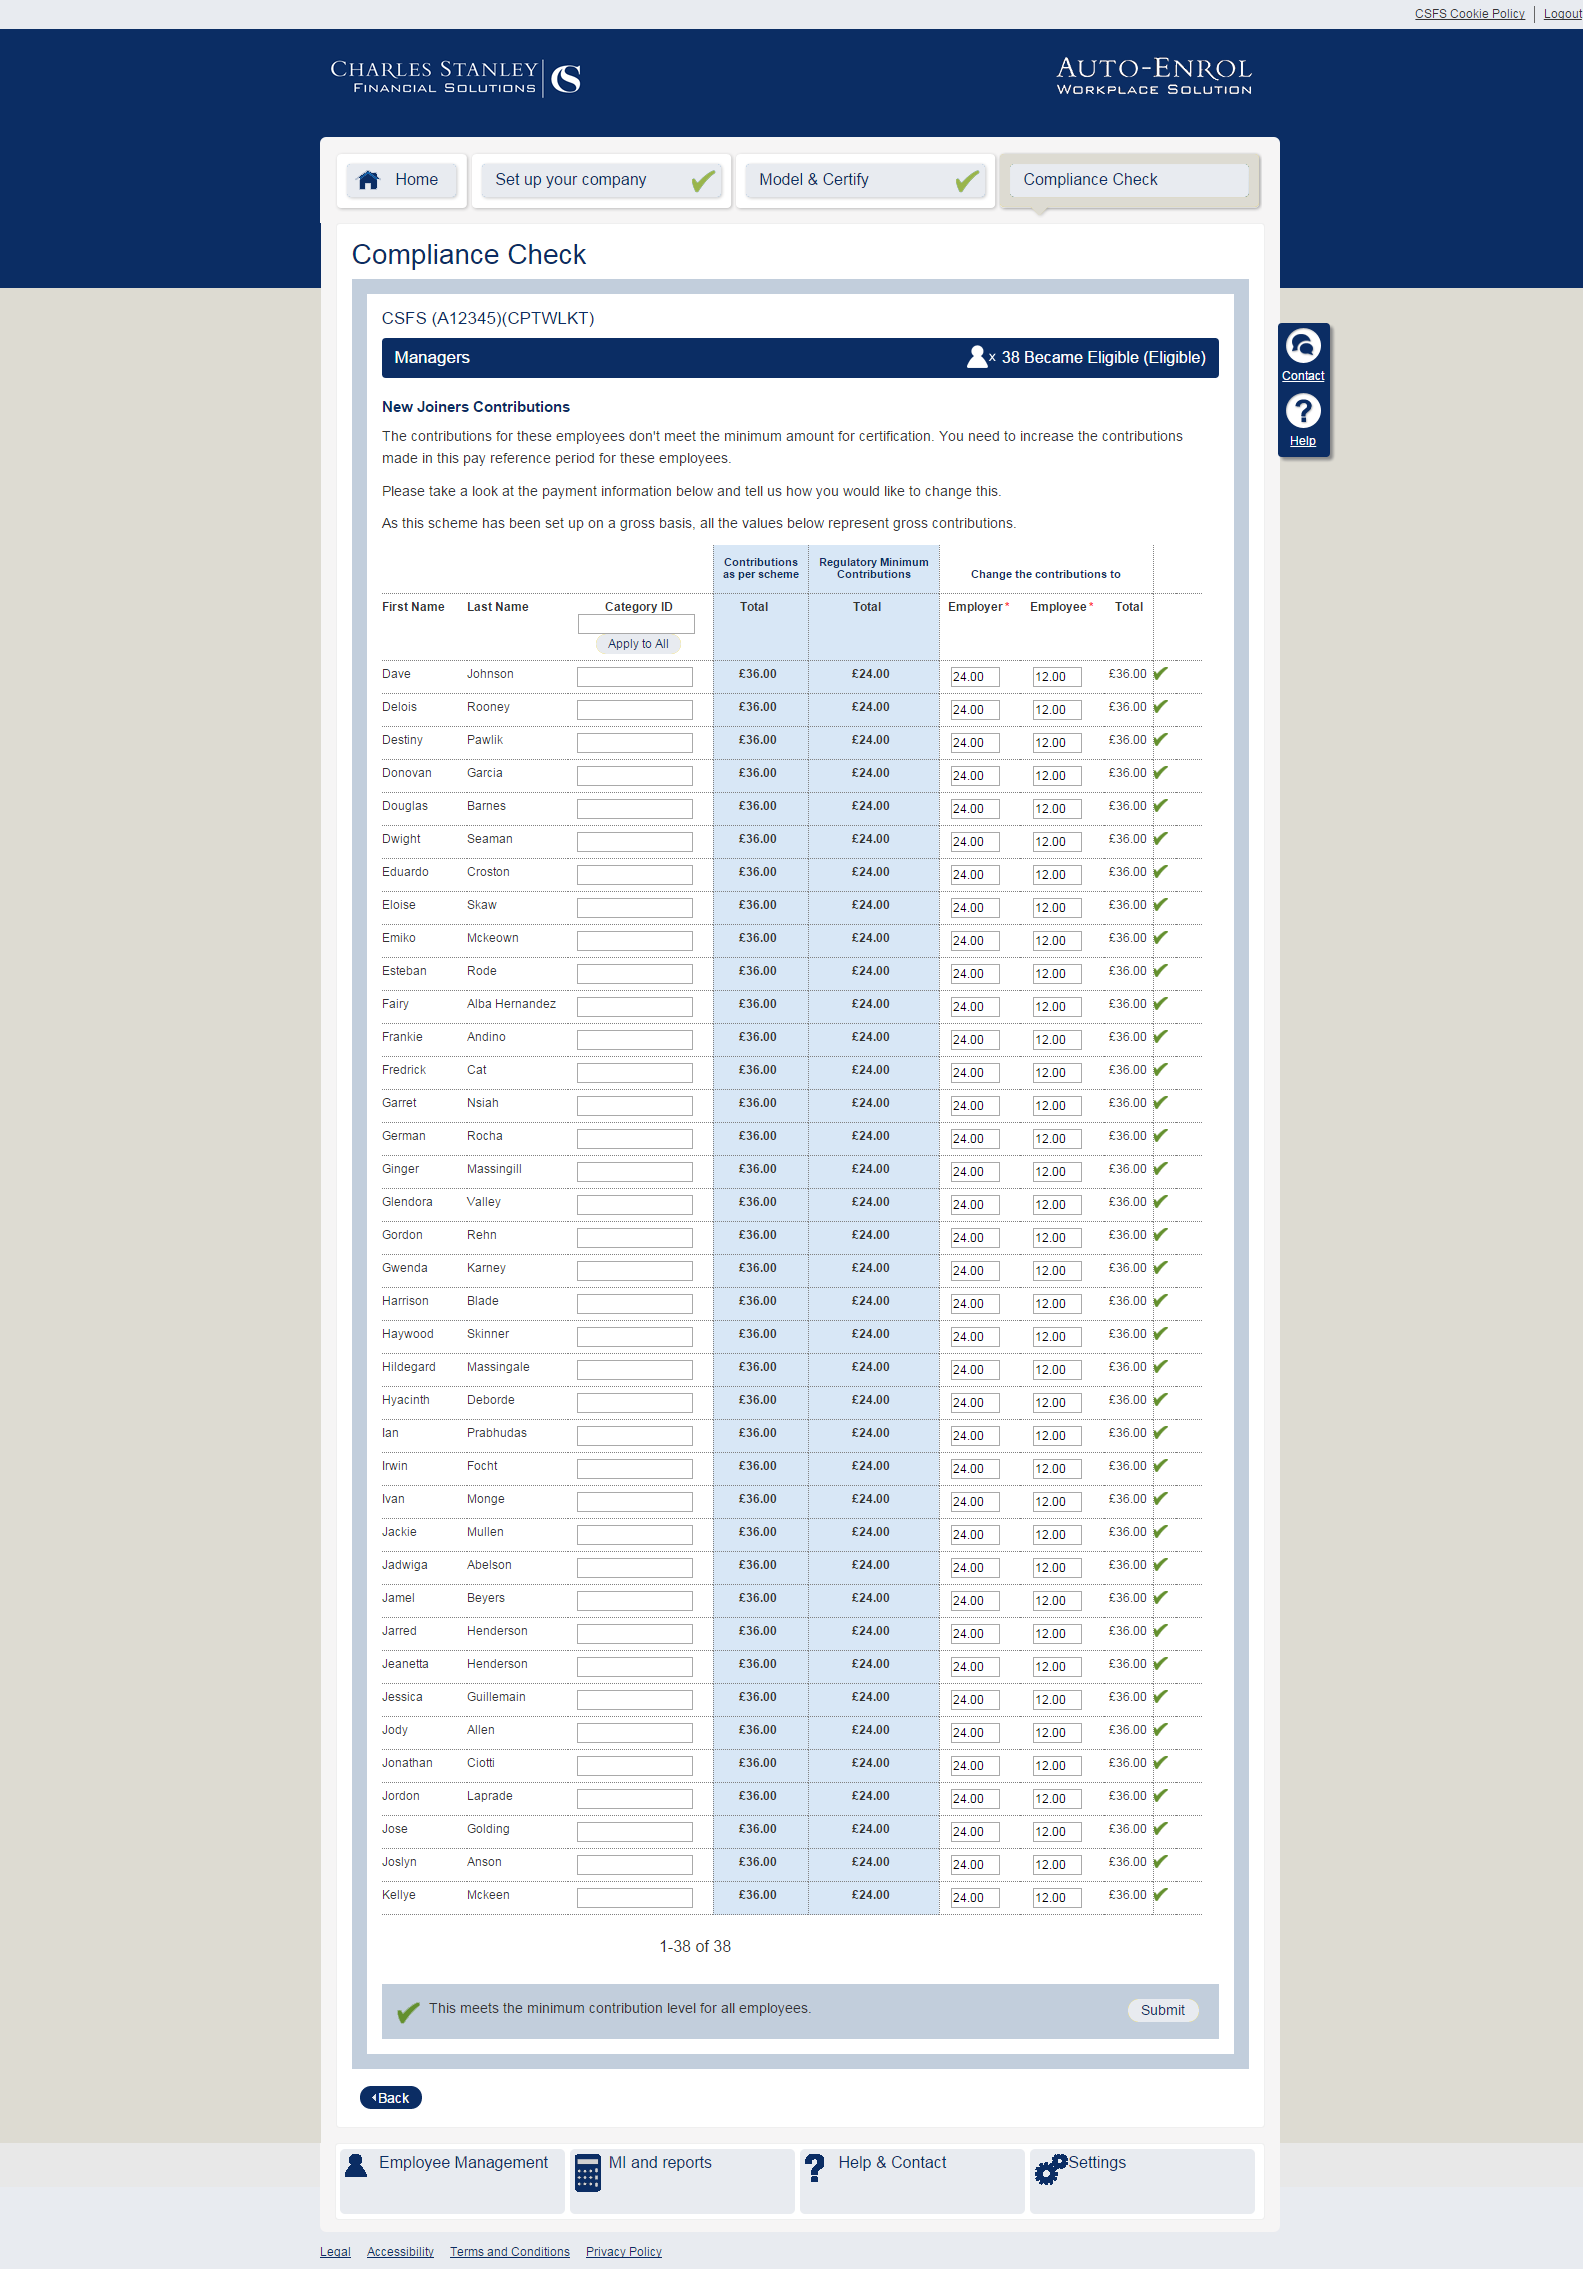 CSFS Cookie Policy Logout
CHARLES STANLEY FINANCIAL SOLUTIONS
AUTO-ENROL WORKPLACE SOLUTION
Home Set up your company Model & Certify Compliance Check
Compliance Check
CSFS (A12345)(CPTWLKT)
Managers x 38 Became Eligible (Eligible)
Contact
Help
New Joiners Contributions
The contributions for these employees don't meet the minimum amount for certification. You need to increase the contributions
made in this pay reference period for these employees.
Please take a look at the payment information below and tell us how you would like to change this.
As this scheme has been set up on a gross basis, all the values below represent gross contributions.
Contributions as per scheme Regulatory Minimum Contributions Change the contributions to
First Name Last Name Category ID Total Total Employer* Employee* Total
Apply to All
Dave Johnson £36.00 £24.00 24.00 12.00 £36.00
Delois Rooney £36.00 £24.00 24.00 12.00 £36.00
Destiny Pawlik £36.00 £24.00 24.00 12.00 £36.00
Donovan Garcia £36.00 £24.00 24.00 12.00 £36.00
Douglas Barnes £36.00 £24.00 24.00 12.00 £36.00
Dwight Seaman £36.00 £24.00 24.00 12.00 £36.00
Eduardo Croston £36.00 £24.00 24.00 12.00 £36.00
Eloise Skaw £36.00 £24.00 24.00 12.00 £36.00
Emiko Mckeown £36.00 £24.00 24.00 12.00 £36.00
Esteban Rode £36.00 £24.00 24.00 12.00 £36.00
Fairy Alba Hernandez £36.00 £24.00 24.00 12.00 £36.00
Frankie Andino £36.00 £24.00 24.00 12.00 £36.00
Fredrick Cat £36.00 £24.00 24.00 12.00 £36.00
Garret Nsiah £36.00 £24.00 24.00 12.00 £36.00
German Rocha £36.00 £24.00 24.00 12.00 £36.00
Ginger Massingill £36.00 £24.00 24.00 12.00 £36.00
Glendora Valley £36.00 £24.00 24.00 12.00 £36.00
Gordon Rehn £36.00 £24.00 24.00 12.00 £36.00
Gwenda Karney £36.00 £24.00 24.00 12.00 £36.00
Harrison Blade £36.00 £24.00 24.00 12.00 £36.00
Haywood Skinner £36.00 £24.00 24.00 12.00 £36.00
Hildegard Massingale £36.00 £24.00 24.00 12.00 £36.00
Hyacinth Deborde £36.00 £24.00 24.00 12.00 £36.00
Ian Prabhudas £36.00 £24.00 24.00 12.00 £36.00
Irwin Focht £36.00 £24.00 24.00 12.00 £36.00
Ivan Monge £36.00 £24.00 24.00 12.00 £36.00
Jackie Mullen £36.00 £24.00 24.00 12.00 £36.00
Jadwiga Abelson £36.00 £24.00 24.00 12.00 £36.00
Jamel Beyers £36.00 £24.00 24.00 12.00 £36.00
Jarred Henderson £36.00 £24.00 24.00 12.00 £36.00
Jeanetta Henderson £36.00 £24.00 24.00 12.00 £36.00
Jessica Guillemain £36.00 £24.00 24.00 12.00 £36.00
Jody Allen £36.00 £24.00 24.00 12.00 £36.00
Jonathan Ciotti £36.00 £24.00 24.00 12.00 £36.00
Jordon Laprade £36.00 £24.00 24.00 12.00 £36.00
Jose Golding £36.00 £24.00 24.00 12.00 £36.00
Joslyn Anson £36.00 £24.00 24.00 12.00 £36.00
Kellye Mckeen £36.00 £24.00 24.00 12.00 £36.00
1-38 of 38
This meets the minimum contribution level for all employees. Submit
Back
Employee Management MI and reports Help & Contact Settings
Legal Accessibility Terms and Conditions Privacy Policy